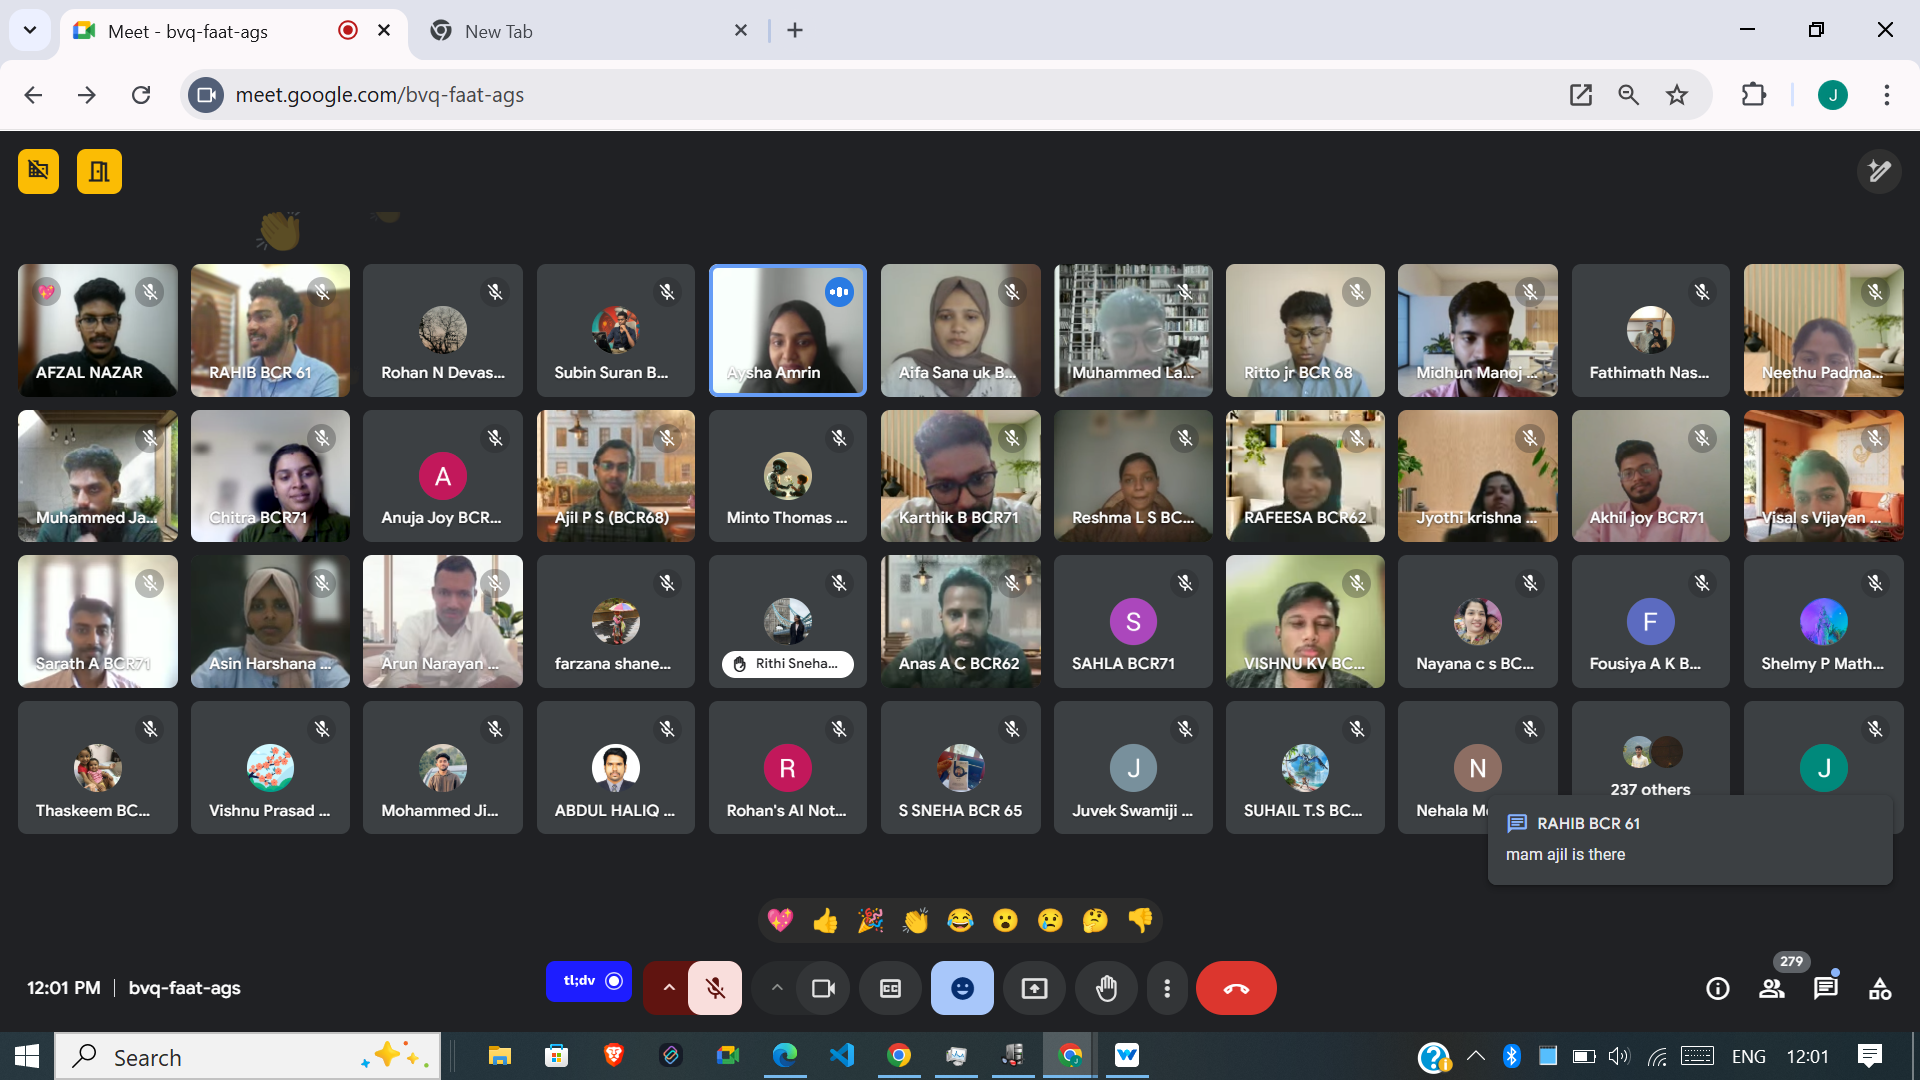 Meet - bvq-faat-ags
New Tab
meet.google.com/bvq-faat-ags
J
AFZAL NAZAR
RAHIB BCR 61
Rohan N Devas...
Subin Suran B...
Aysha Amrin
Aifa Sana uk B...
Muhammed La...
Ritto jr BCR 68
Midhun Manoj ...
Fathimath Nas...
Neethu Padma...
Muhammed Ja...
Chitra BCR71
A
Anuja Joy BCR...
Ajil P S (BCR68)
Minto Thomas ...
Karthik B BCR71
Reshma L S BC...
RAFEESA BCR62
Jyothi krishna ...
Akhil joy BCR71
Visal s Vijayan ...
Sarath A BCR71
Asin Harshana ...
Arun Narayan ...
farzana shane...
Rithi Sneha...
Anas A C BCR62
S
SAHLA BCR71
VISHNU KV BC...
Nayana c s BC...
F
Fousiya A K B...
Shelmy P Math...
Thaskeem BC...
Vishnu Prasad ...
Mohammed Ji...
ABDUL HALIQ ...
R
Rohan's AI Not...
S SNEHA BCR 65
J
Juvek Swamiji ...
SUHAIL T.S BC...
N
Nehala M
237 others
J
RAHIB BCR 61
mam ajil is there
12:01 PM | bvq-faat-ags
tl;dv
CC
279
Search
ENG
12:01